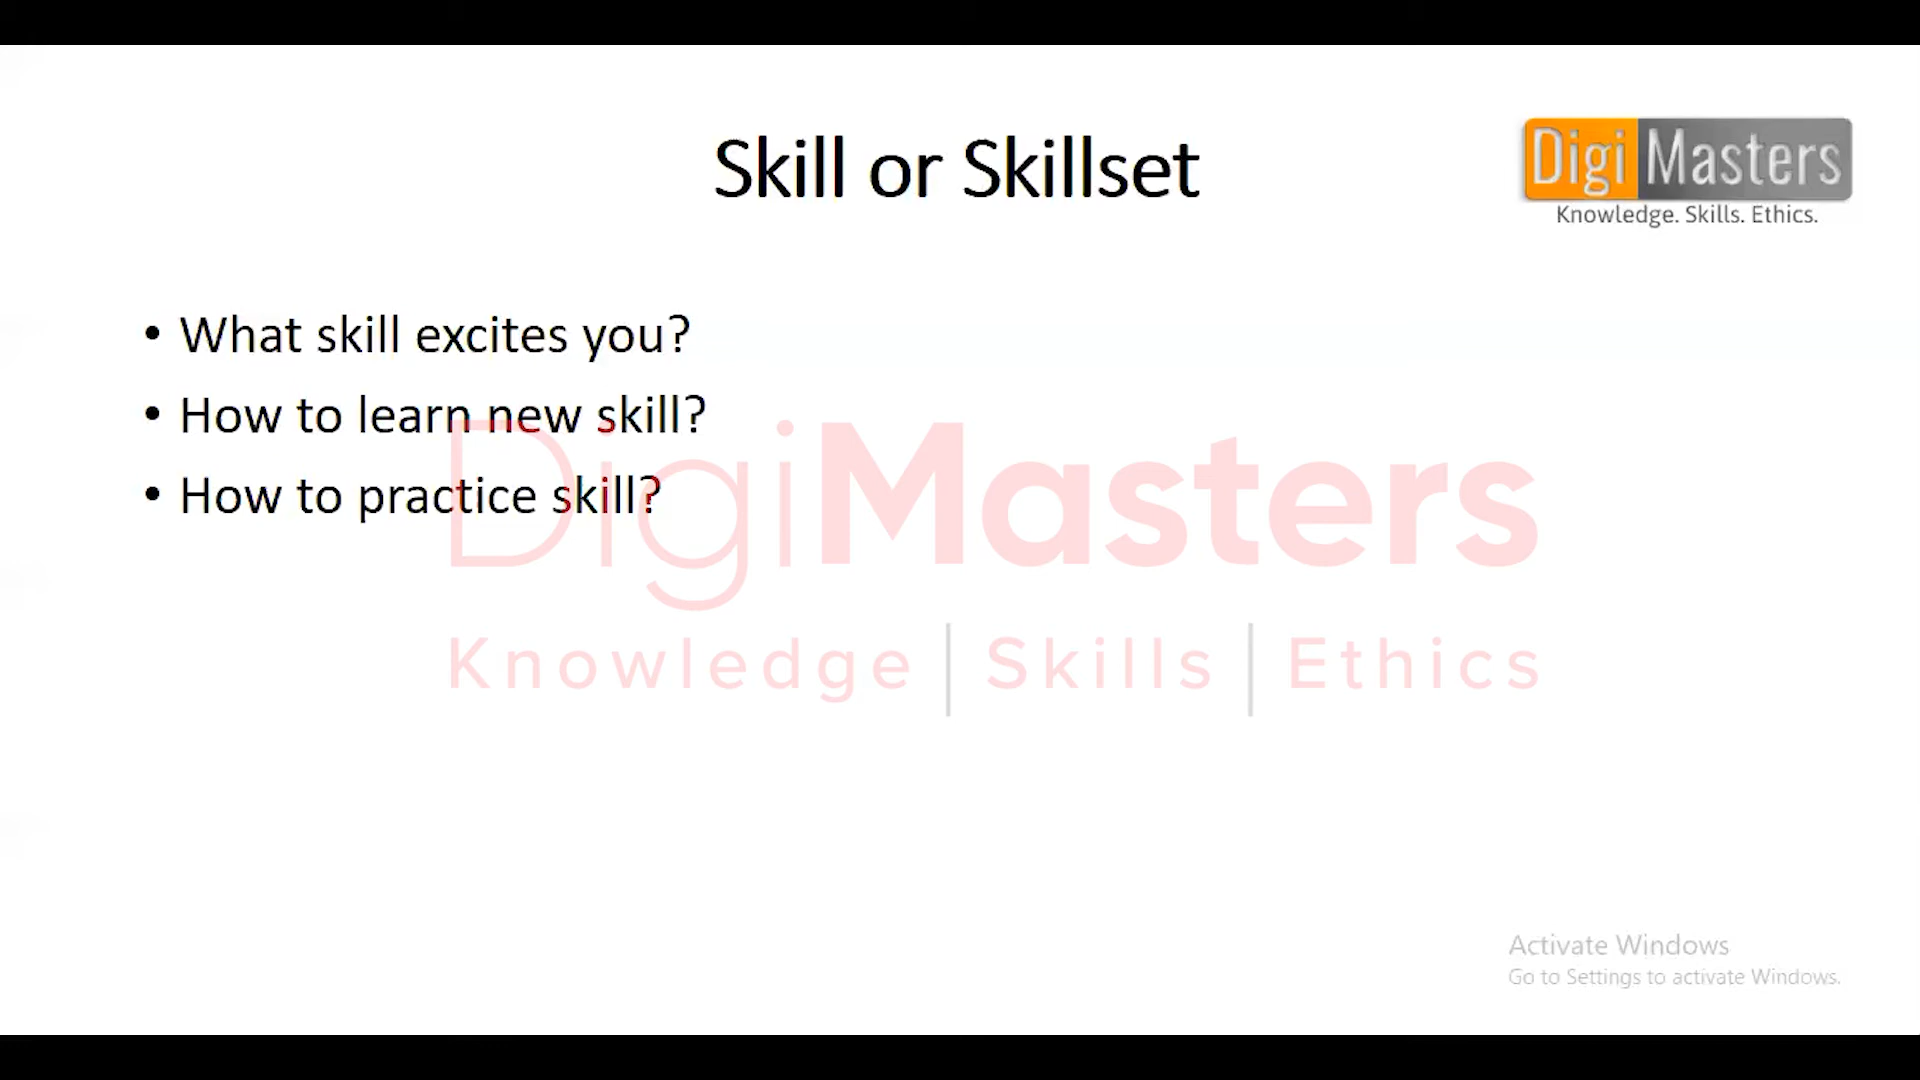 Skill or Skillset
Digi Masters
Knowledge. Skills. Ethics.
• What skill excites you?
• How to learn new skill?
• How to practice skill?
DigiMasters
Knowledge | Skills | Ethics
Activate Windows
Go to Settings to activate Windows.